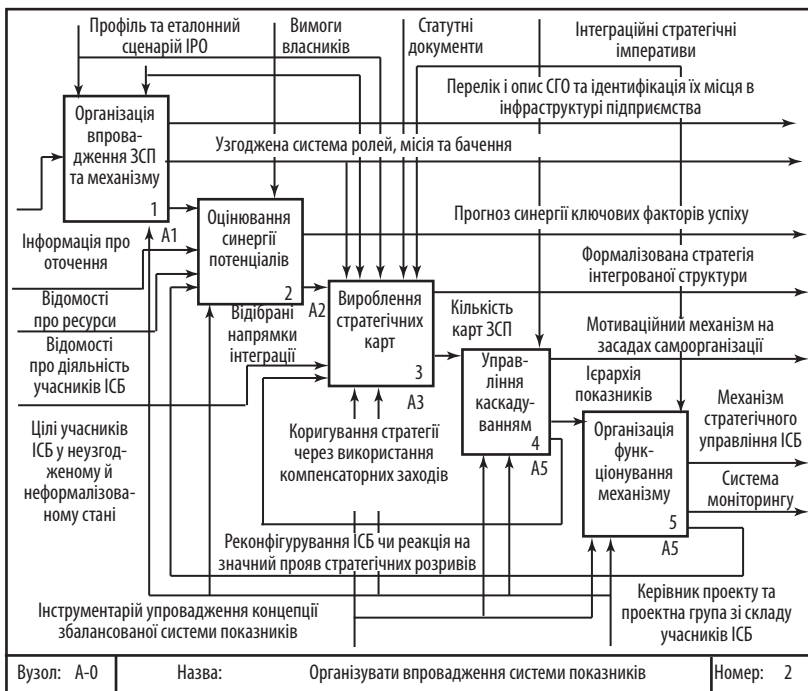 Профіль та еталонний
сценарій ІРО
Вимоги
власників
Статутні
документи
Інтеграційні стратегічні
імперативи
Перелік і опис СГО та ідентифікація їх місця в
інфраструктурі підприємства
Організація
впрова-
дження ЗСП
та механізму
1
А1
Узгоджена система ролей, місія та бачення
Оцінювання
синергії
потенціалів
2
А2
Прогноз синергії ключових факторів успіху
Інформація про
оточення
Формалізована стратегія
інтегрованої структури
Відомості
про ресурси
Відібрані
напрямки
інтеграції
Вироблення
стратегічних
карт
3
А3
Кількість
карт ЗСП
Мотиваційний механізм на
засадах самоорганізації
Відомості
про діяльність
учасників ІСБ
Управ-
ління
каскаду-
ванням
4
А5
Ієрархія
показників
Механізм
стратегічного
управління ІСБ
Цілі учасників
ІСБ у неузгод-
женому й
неформалізова-
ному стані
Коригування стратегії
через використання
компенсаторних заходів
Організація
функ-
ціонування
механізму
5
А5
Система
моніторингу
Реконфігурування ІСБ чи реакція на
значний прояв стратегічних розривів
Інструментарій упровадження концепції
збалансованої системи показників
Керівник проекту та
проектна група зі складу
учасників ІСБ
Вузол: А-0
Назва: Організувати впровадження системи показників
Номер: 2